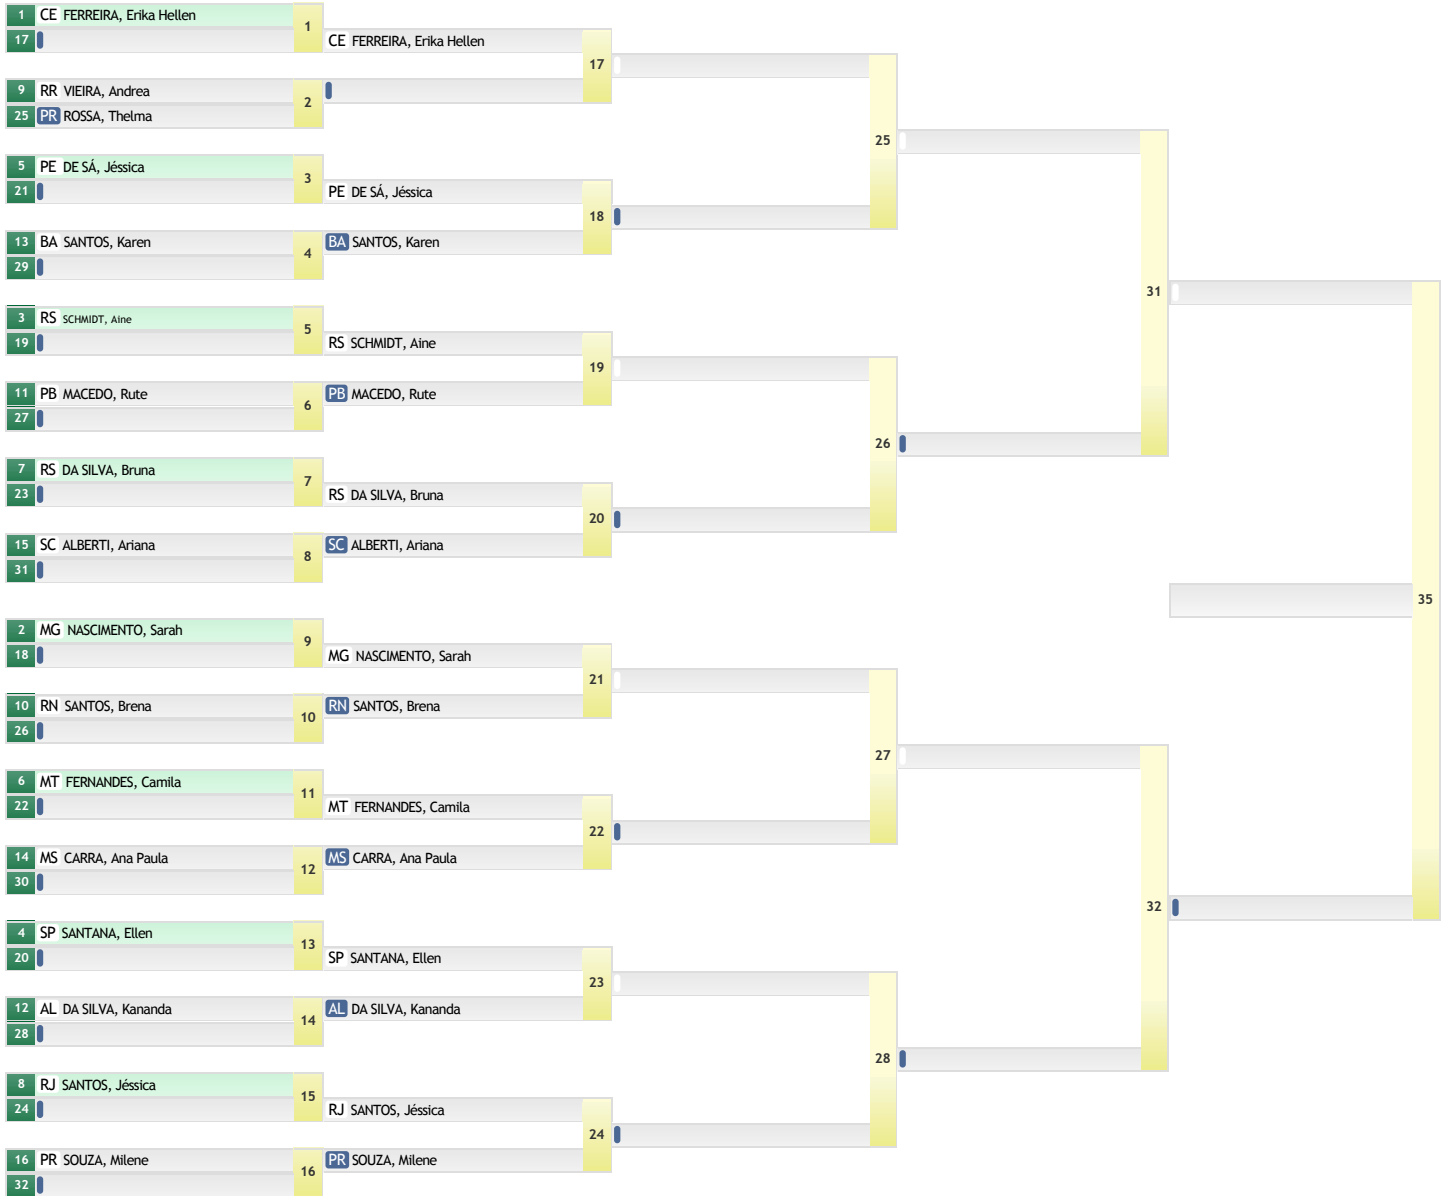 1 CE FERREIRA, Erika Hellen
1
17
CE FERREIRA, Erika Hellen
17
9 RR VIEIRA, Andrea
2
25 PR ROSSA, Thelma
25
5 PE DE SÁ, Jéssica
3
21
PE DE SÁ, Jéssica
18
13 BA SANTOS, Karen
4
BA SANTOS, Karen
29
31
3 RS SCHMIDT, Aine
5
19
RS SCHMIDT, Aine
19
11 PB MACEDO, Rute
6
PB MACEDO, Rute
27
26
7 RS DA SILVA, Bruna
7
23
RS DA SILVA, Bruna
20
15 SC ALBERTI, Ariana
8
SC ALBERTI, Ariana
31
35
2 MG NASCIMENTO, Sarah
9
18
MG NASCIMENTO, Sarah
21
10 RN SANTOS, Brena
10
RN SANTOS, Brena
26
27
6 MT FERNANDES, Camila
11
22
MT FERNANDES, Camila
22
14 MS CARRA, Ana Paula
12
MS CARRA, Ana Paula
30
32
4 SP SANTANA, Ellen
13
20
SP SANTANA, Ellen
23
12 AL DA SILVA, Kananda
14
AL DA SILVA, Kananda
28
28
8 RJ SANTOS, Jéssica
15
24
RJ SANTOS, Jéssica
24
16 PR SOUZA, Milene
16
PR SOUZA, Milene
32